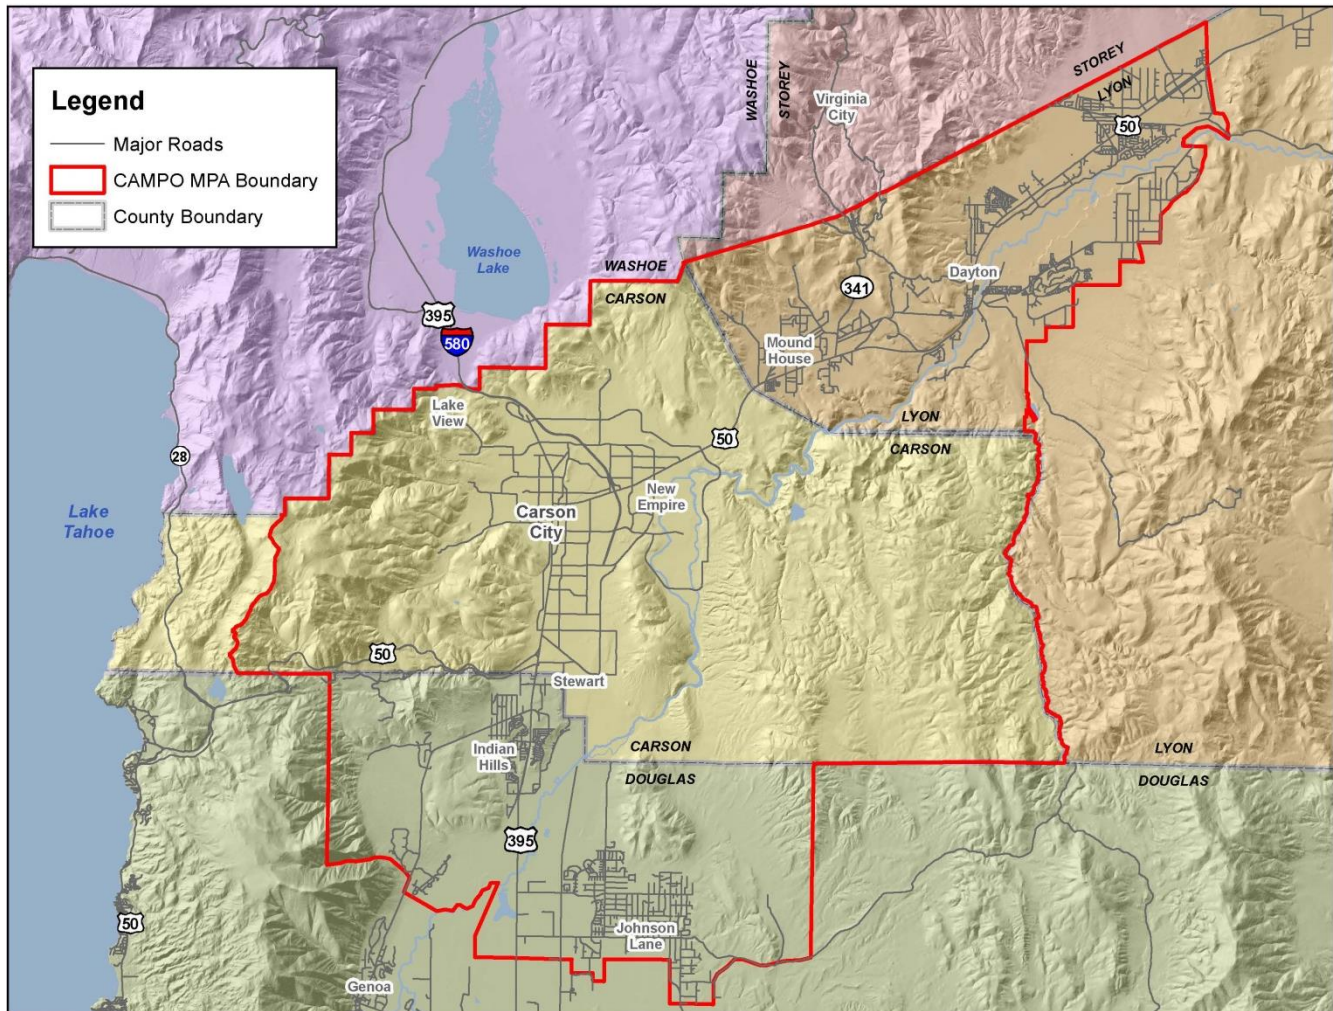 Legend
Major Roads
CAMPO MPA Boundary
County Boundary
WASHOE
STOREY
STOREY
LYON
Virginia
City
50
Washoe
Lake
WASHOE
CARSON
395
580
341
Dayton
Mound
House
Lake
View
LYON
CARSON
50
28
Lake
Tahoe
New
Empire
Carson
City
50
Stewart
Indian
Hills
CARSON
DOUGLAS
LYON
DOUGLAS
395
50
Johnson
Lane
Genoa